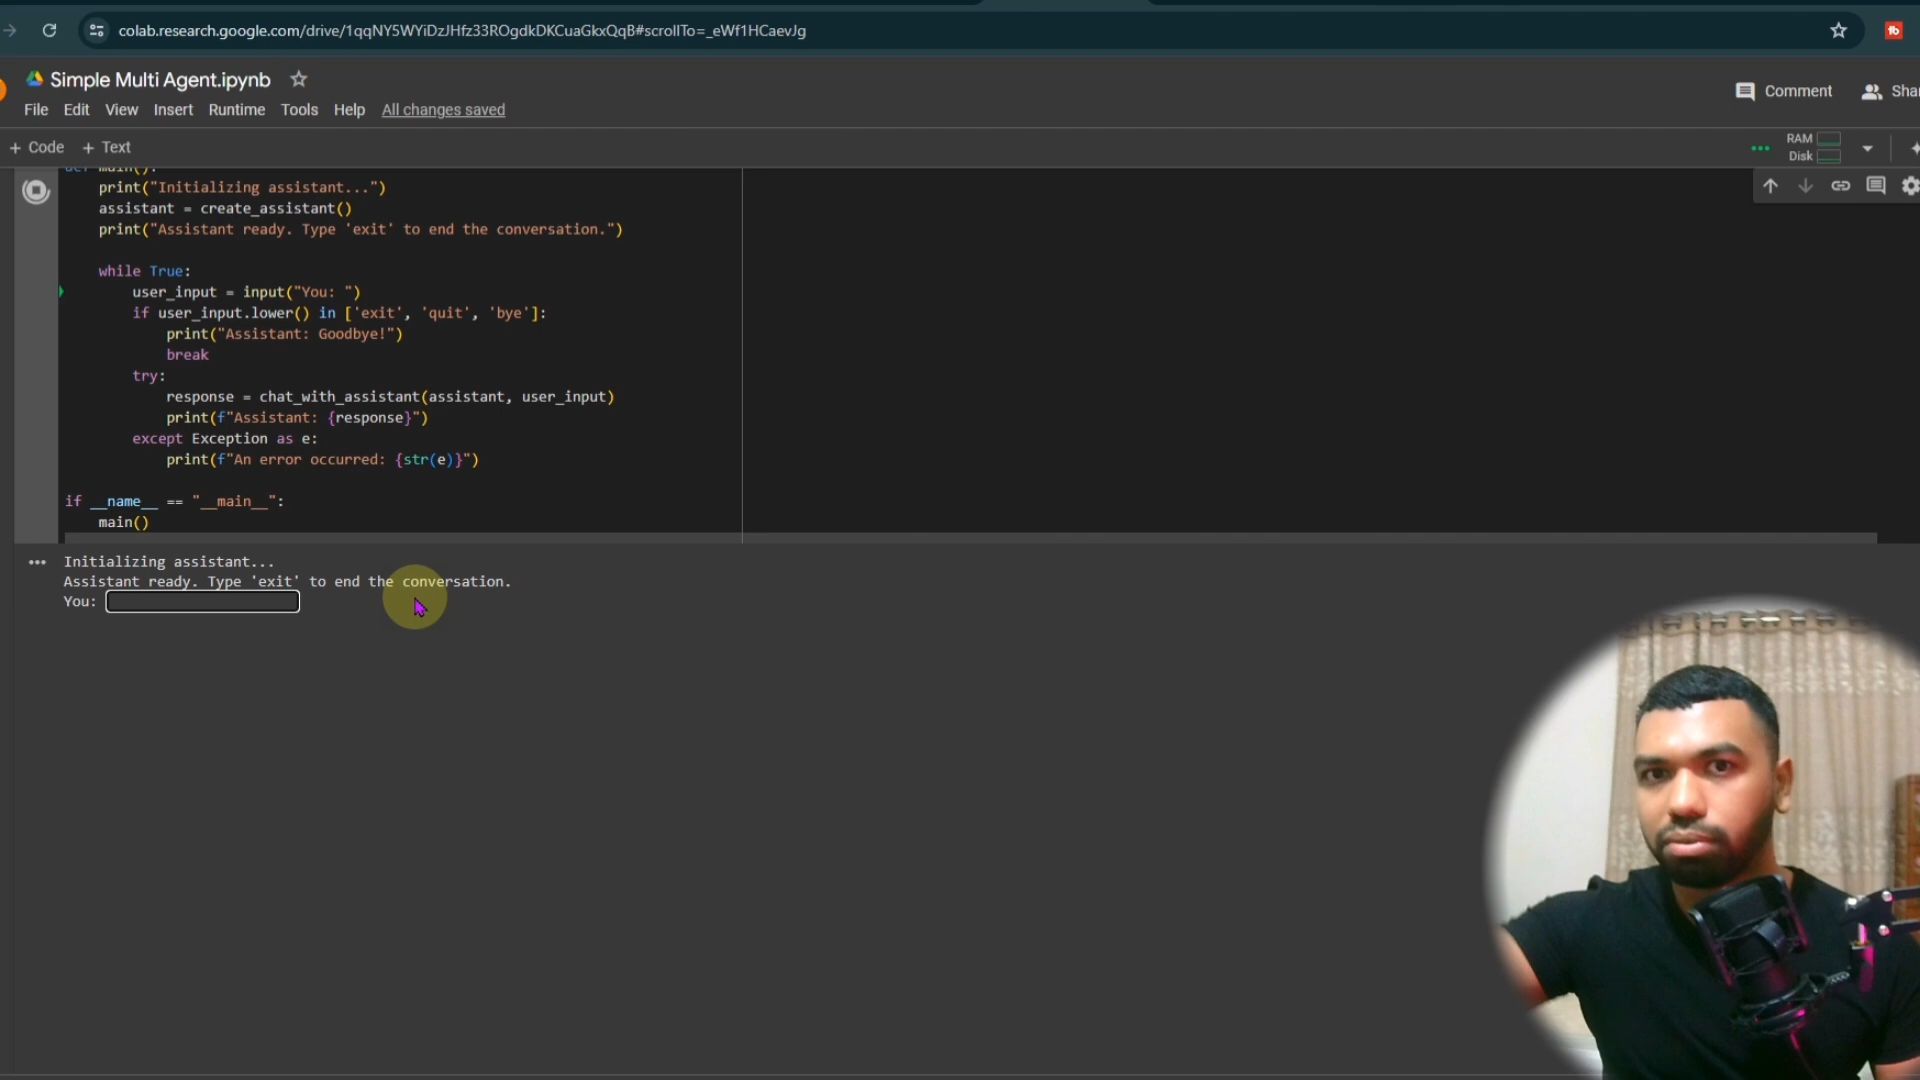 colab.research.google.com/drive/1qqNY5WYiDzJHfz33ROgdkDKCuaGkxQqB#scrollTo=_eWf1HCaevJg
Simple Multi Agent.ipynb
File Edit View Insert Runtime Tools Help All changes saved
Comment
Shar
+ Code + Text
RAM
Disk
def main():
print("Initializing assistant...")
assistant = create_assistant()
print("Assistant ready. Type 'exit' to end the conversation.")
while True:
user_input = input("You: ")
if user_input.lower() in ['exit', 'quit', 'bye']:
print("Assistant: Goodbye!")
break
try:
response = chat_with_assistant(assistant, user_input)
print(f"Assistant: {response}")
except Exception as e:
print(f"An error occurred: {str(e)}")
if __name__ == "__main__":
main()
Initializing assistant...
Assistant ready. Type 'exit' to end the conversation.
You: